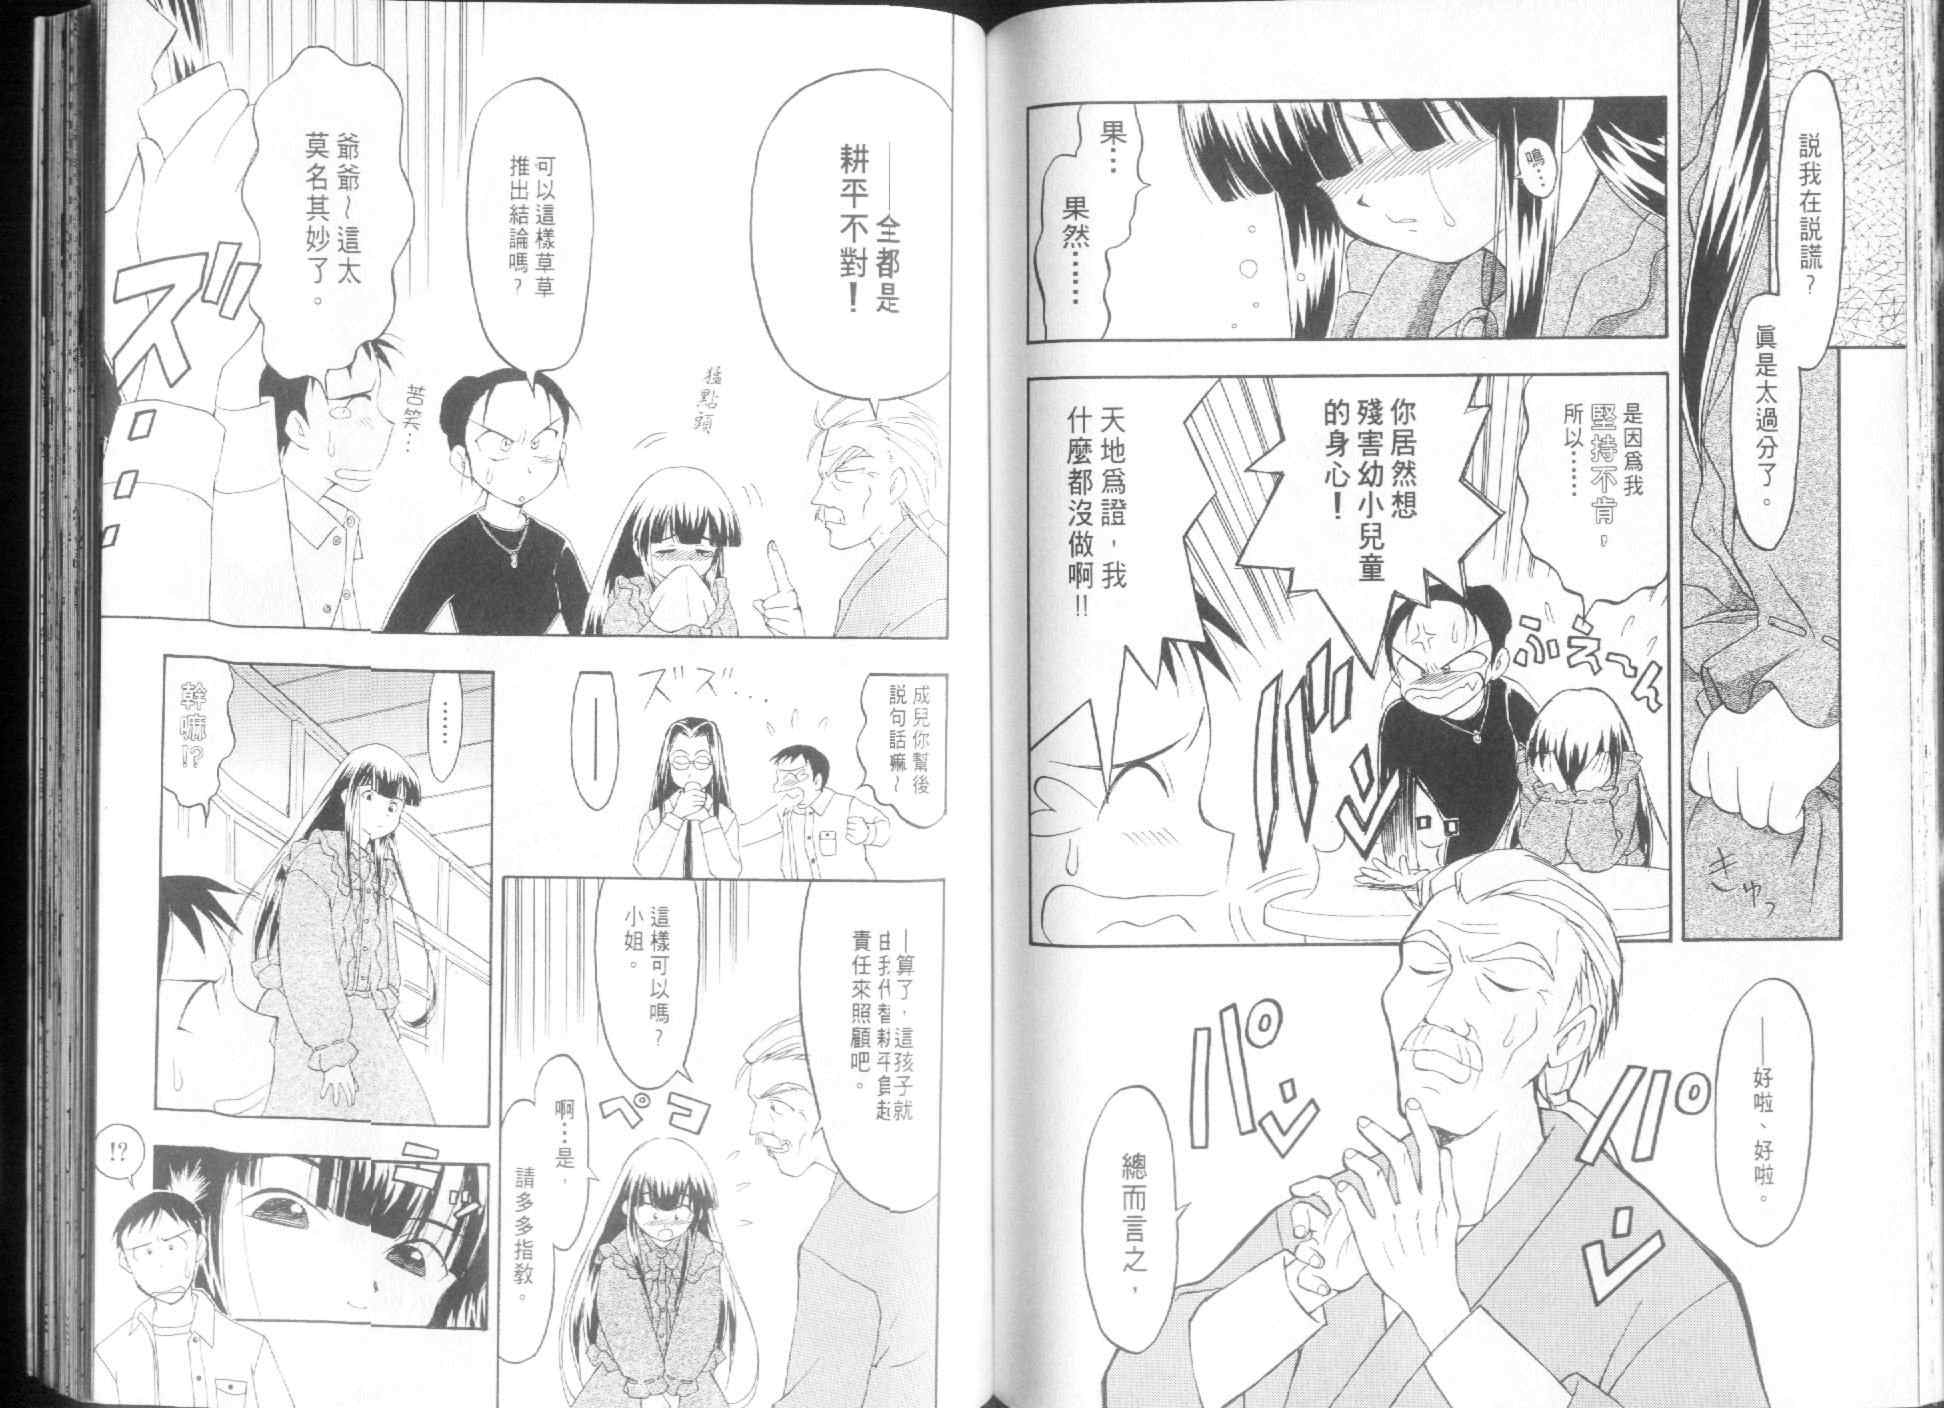 說我在說謊?
真是太過分了。
きゅっ
嗚…
果…
果然……
是因為我
堅持不肯，
所以……
你居然想
殘害幼小兒童
的身心！
天地為證，我
什麼都沒做啊!!
ふえ～ん
バシ
——好啦、好啦。
パン
パン
總而言之，
——全都是
耕平不對！
可以這樣草草
推出結論嗎？
爺爺～這太
莫名其妙了。
猛點頭
苦笑…
ズ
成兒你幫後
說句話嘛～
ズズ…
——
——算了，這孩子就
由我代替耕平負起
責任來照顧吧。
這樣可以嗎？
小姐。
ペコ
啊…是，
請多多指教。
………
幹嘛!?
ニッ
!?